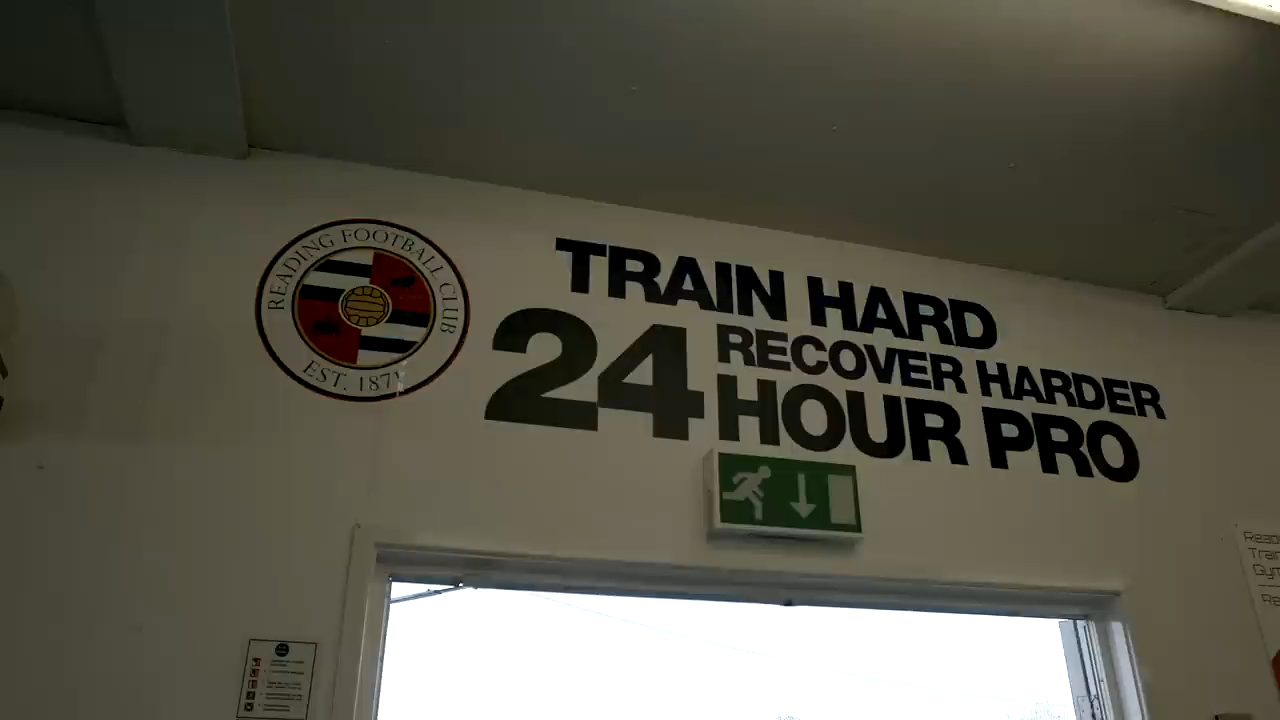 READING FOOTBALL CLUB
EST. 1871
TRAIN HARD
24 RECOVER HARDER
HOUR PRO